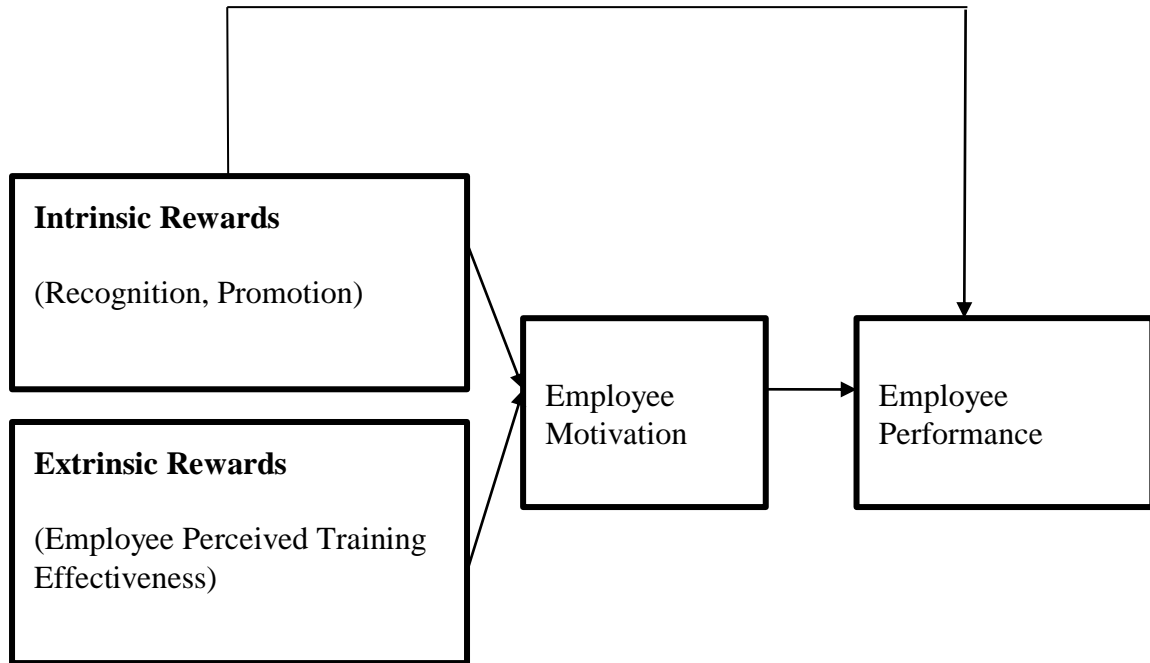 Intrinsic Rewards
(Recognition, Promotion)
Extrinsic Rewards
(Employee Perceived Training
Effectiveness)
Employee
Motivation
Employee
Performance